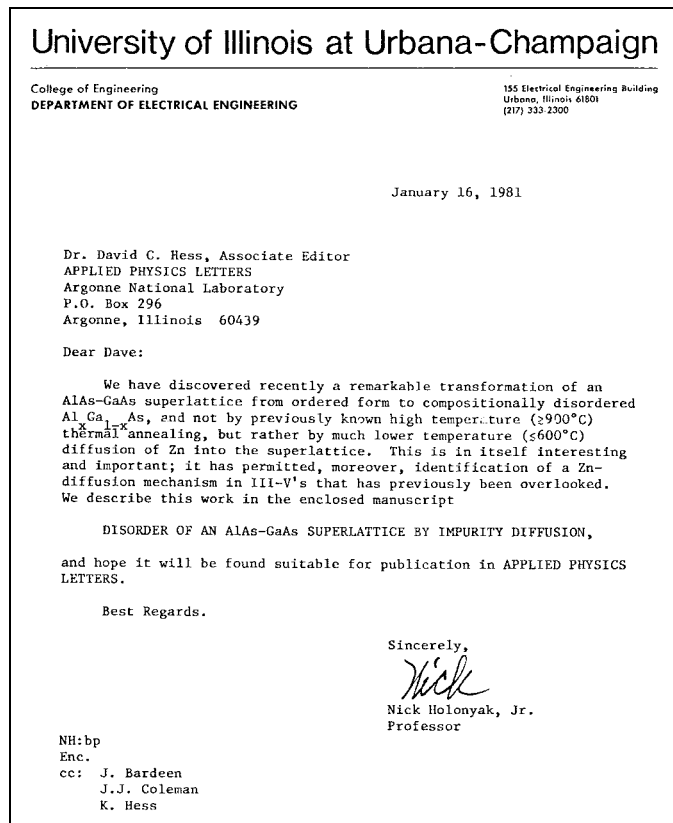 University of Illinois at Urbana-Champaign
College of Engineering
DEPARTMENT OF ELECTRICAL ENGINEERING
155 Electrical Engineering Building
Urbana, Illinois 61801
(217) 333-2300
January 16, 1981
Dr. David C. Hess, Associate Editor
APPLIED PHYSICS LETTERS
Argonne National Laboratory
P.O. Box 296
Argonne, Illinois 60439
Dear Dave:
We have discovered recently a remarkable transformation of an
AlAs-GaAs superlattice from ordered form to compositionally disordered
AlxGa1-xAs, and not by previously known high temperature (≥900°C)
thermal annealing, but rather by much lower temperature (≤600°C)
diffusion of Zn into the superlattice. This is in itself interesting
and important; it has permitted, moreover, identification of a Zn-
diffusion mechanism in III-V's that has previously been overlooked.
We describe this work in the enclosed manuscript
DISORDER OF AN AlAs-GaAs SUPERLATTICE BY IMPURITY DIFFUSION,
and hope it will be found suitable for publication in APPLIED PHYSICS
LETTERS.
Best Regards.
Sincerely,
Nick
Nick Holonyak, Jr.
Professor
NH:bp
Enc.
cc: J. Bardeen
J.J. Coleman
K. Hess